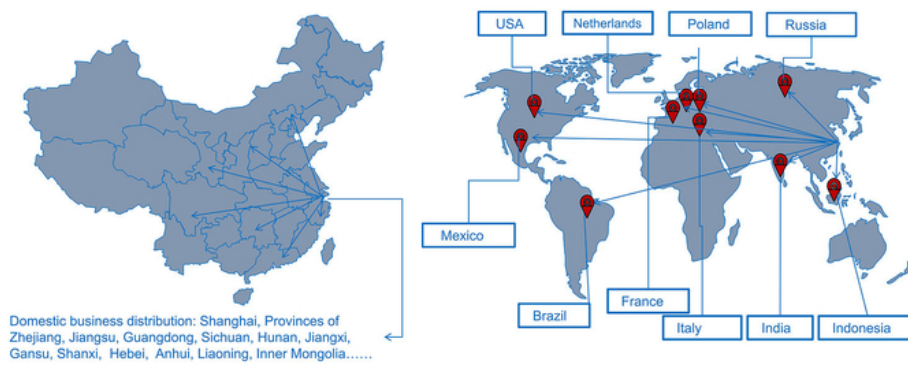 USA
Netherlands
Poland
Russia
Mexico
Brazil
France
Italy
India
Indonesia
Domestic business distribution: Shanghai, Provinces of
Zhejiang, Jiangsu, Guangdong, Sichuan, Hunan, Jiangxi,
Gansu, Shanxi, Hebei, Anhui, Liaoning, Inner Mongolia……